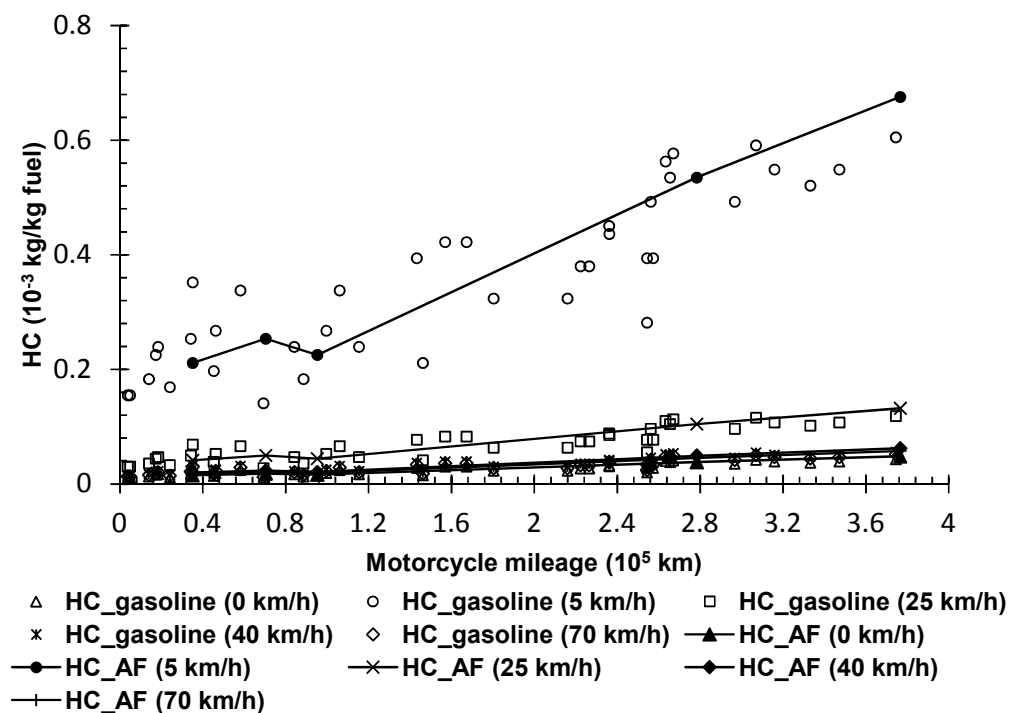 HC (10⁻³ kg/kg fuel)
0.8
0.6
0.4
0.2
0
0 0.4 0.8 1.2 1.6 2 2.4 2.8 3.2 3.6 4
Motorcycle mileage (10⁵ km)
HC_gasoline (0 km/h) HC_gasoline (5 km/h) HC_gasoline (25 km/h)
HC_gasoline (40 km/h) HC_gasoline (70 km/h) HC_AF (0 km/h)
HC_AF (5 km/h) HC_AF (25 km/h) HC_AF (40 km/h)
HC_AF (70 km/h)